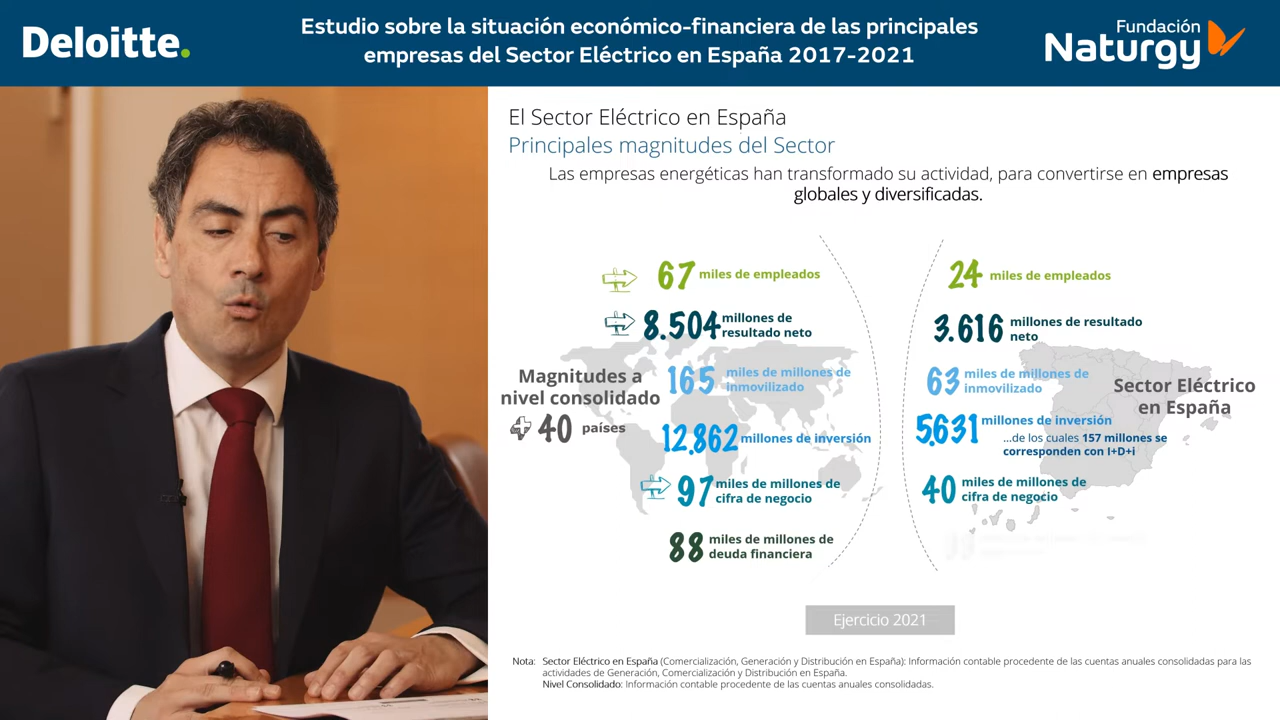 Deloitte.
Estudio sobre la situación económico-financiera de las principales
empresas del Sector Eléctrico en España 2017-2021
Fundación
Naturgy
El Sector Eléctrico en España
Principales magnitudes del Sector
Las empresas energéticas han transformado su actividad, para convertirse en empresas
globales y diversificadas.
Magnitudes a
nivel consolidado
40 países
67 miles de empleados
8.504 millones de
resultado neto
165 miles de millones de
inmovilizado
12.862 millones de inversión
97 miles de millones de
cifra de negocio
88 miles de millones de
deuda financiera
24 miles de empleados
3.616 millones de resultado
neto
63 miles de millones de
inmovilizado
5.631 millones de inversión
...de los cuales 157 millones se
corresponden con I+D+i
40 miles de millones de
cifra de negocio
Sector Eléctrico
en España
Ejercicio 2021
Nota: Sector Eléctrico en España (Comercialización, Generación y Distribución en España): Información contable procedente de las cuentas anuales consolidadas para las
actividades de Generación, Comercialización y Distribución en España.
Nivel Consolidado: Información contable procedente de las cuentas anuales consolidadas.